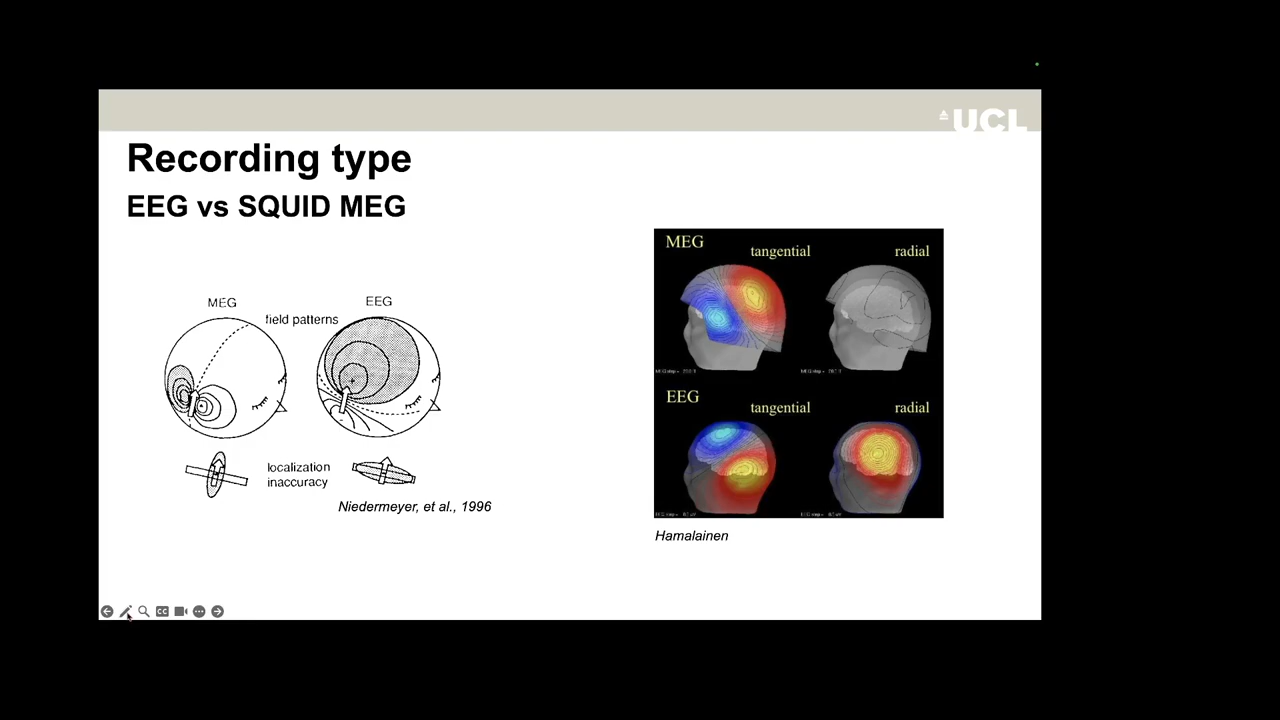 UCL
Recording type
EEG vs SQUID MEG
MEG
EEG
field patterns
localization
inaccuracy
Niedermeyer, et al., 1996
MEG
tangential
radial
EEG
tangential
radial
Hamalainen
CC